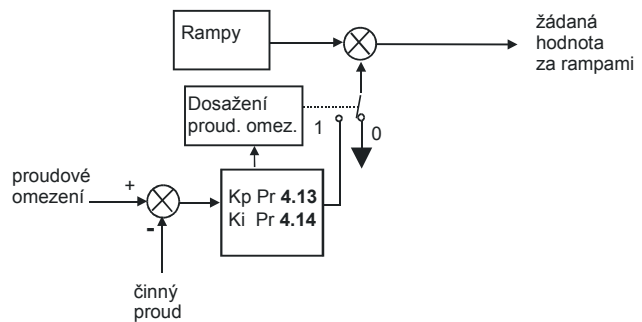 Rampy
žádaná
hodnota
za rampami
Dosažení
proud. omez.
1
0
proudové
omezení
+
-
Kp Pr 4.13
Ki Pr 4.14
činný
proud